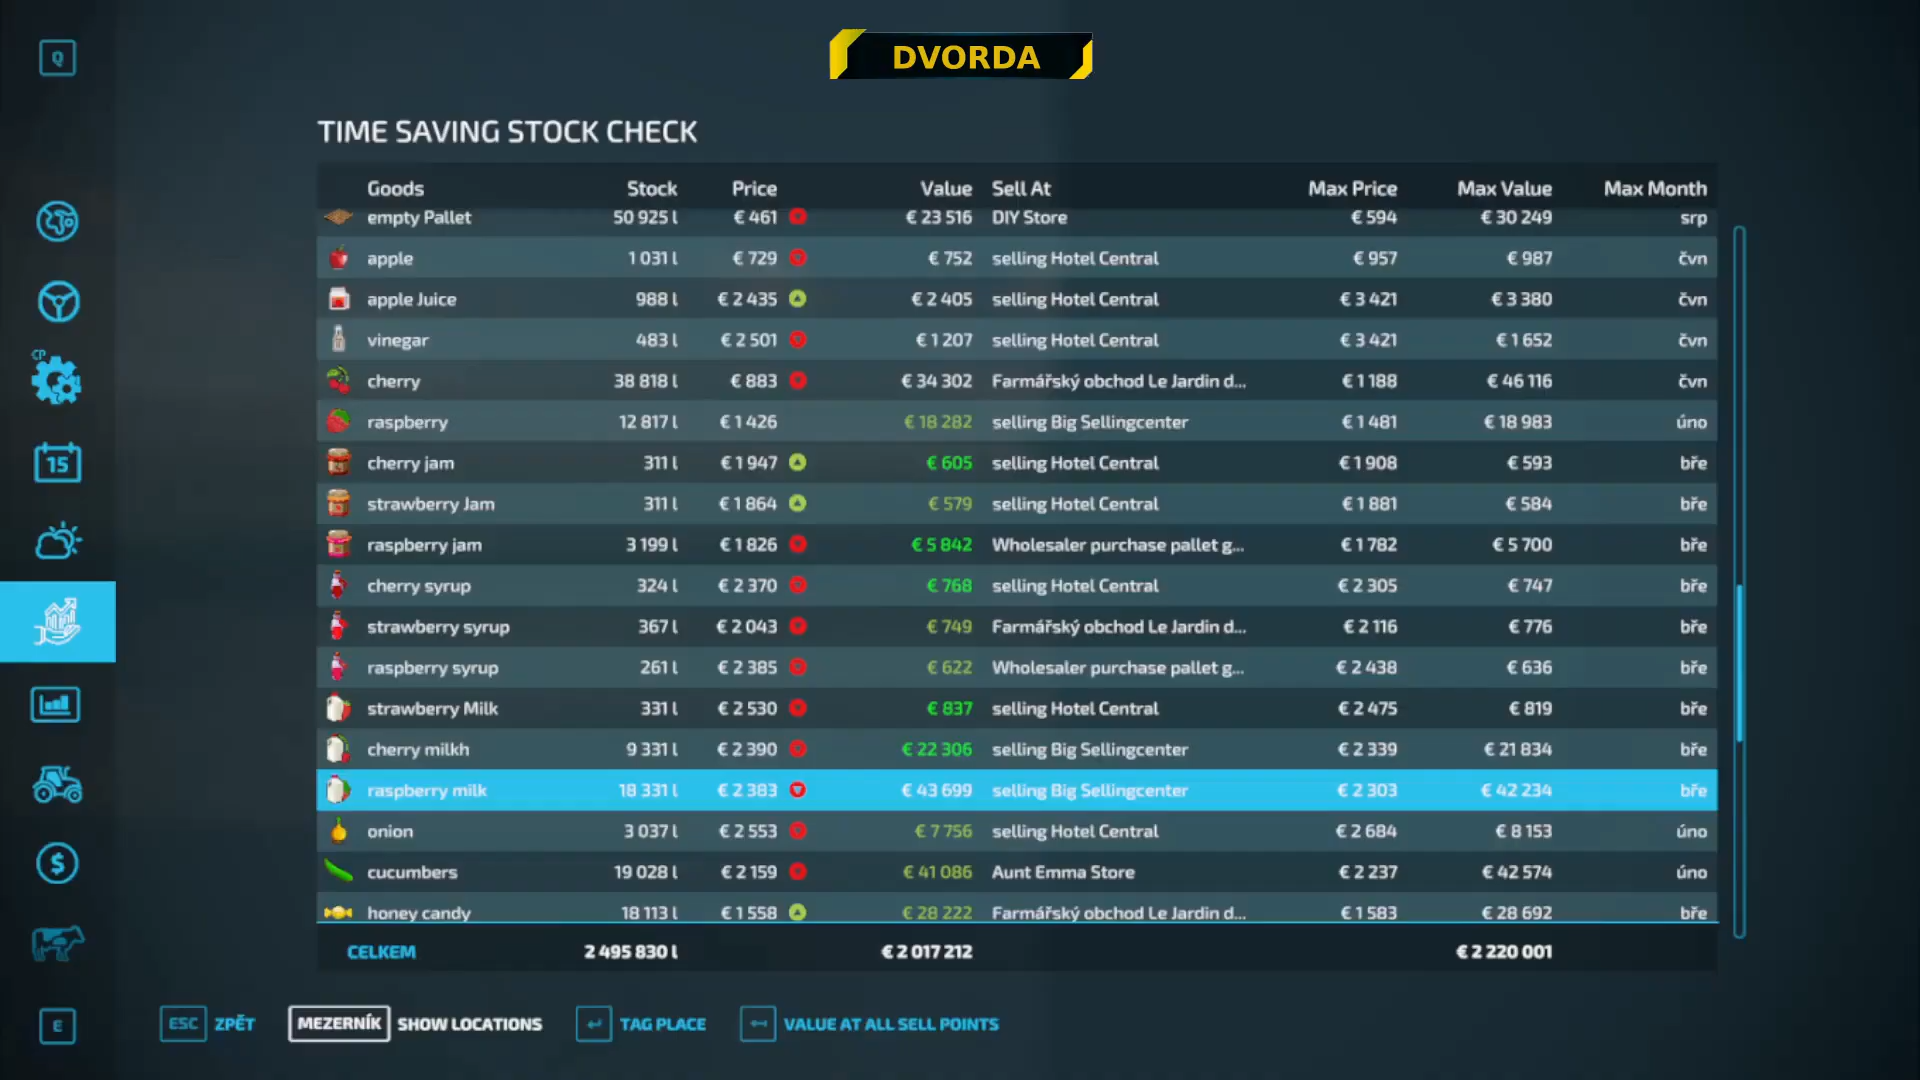 Q
DVORDA
TIME SAVING STOCK CHECK
Goods Stock Price Value Sell At Max Price Max Value Max Month
empty Pallet 50 925 l € 461 € 23 516 DIY Store € 594 € 30 249 srp
apple 1 031 l € 729 € 752 selling Hotel Central € 957 € 987 čvn
apple Juice 988 l € 2 435 € 2 405 selling Hotel Central € 3 421 € 3 380 čvn
vinegar 483 l € 2 501 € 1 207 selling Hotel Central € 3 421 € 1 652 čvn
CP
cherry 38 818 l € 883 € 34 302 Farmářský obchod Le Jardin d... € 1 188 € 46 116 čvn
raspberry 12 817 l € 1 426 € 18 282 selling Big Sellingcenter € 1 481 € 18 983 úno
15
cherry jam 311 l € 1 947 € 605 selling Hotel Central € 1 908 € 593 bře
strawberry Jam 311 l € 1 864 € 579 selling Hotel Central € 1 881 € 584 bře
raspberry jam 3 199 l € 1 826 € 5 842 Wholesaler purchase pallet g... € 1 782 € 5 700 bře
cherry syrup 324 l € 2 370 € 768 selling Hotel Central € 2 305 € 747 bře
strawberry syrup 367 l € 2 043 € 749 Farmářský obchod Le Jardin d... € 2 116 € 776 bře
raspberry syrup 261 l € 2 385 € 622 Wholesaler purchase pallet g... € 2 438 € 636 bře
strawberry Milk 331 l € 2 530 € 837 selling Hotel Central € 2 475 € 819 bře
cherry milkh 9 331 l € 2 390 € 22 306 selling Big Sellingcenter € 2 339 € 21 834 bře
raspberry milk 18 331 l € 2 383 € 43 699 selling Big Sellingcenter € 2 303 € 42 234 bře
onion 3 037 l € 2 553 € 7 756 selling Hotel Central € 2 684 € 8 153 úno
cucumbers 19 028 l € 2 159 € 41 086 Aunt Emma Store € 2 237 € 42 574 úno
honey candy 18 113 l € 1 558 € 28 222 Farmářský obchod Le Jardin d... € 1 583 € 28 692 bře
CELKEM 2 495 830 l € 2 017 212 € 2 220 001
E
ESC ZPĚT MEZERNÍK SHOW LOCATIONS TAG PLACE VALUE AT ALL SELL POINTS